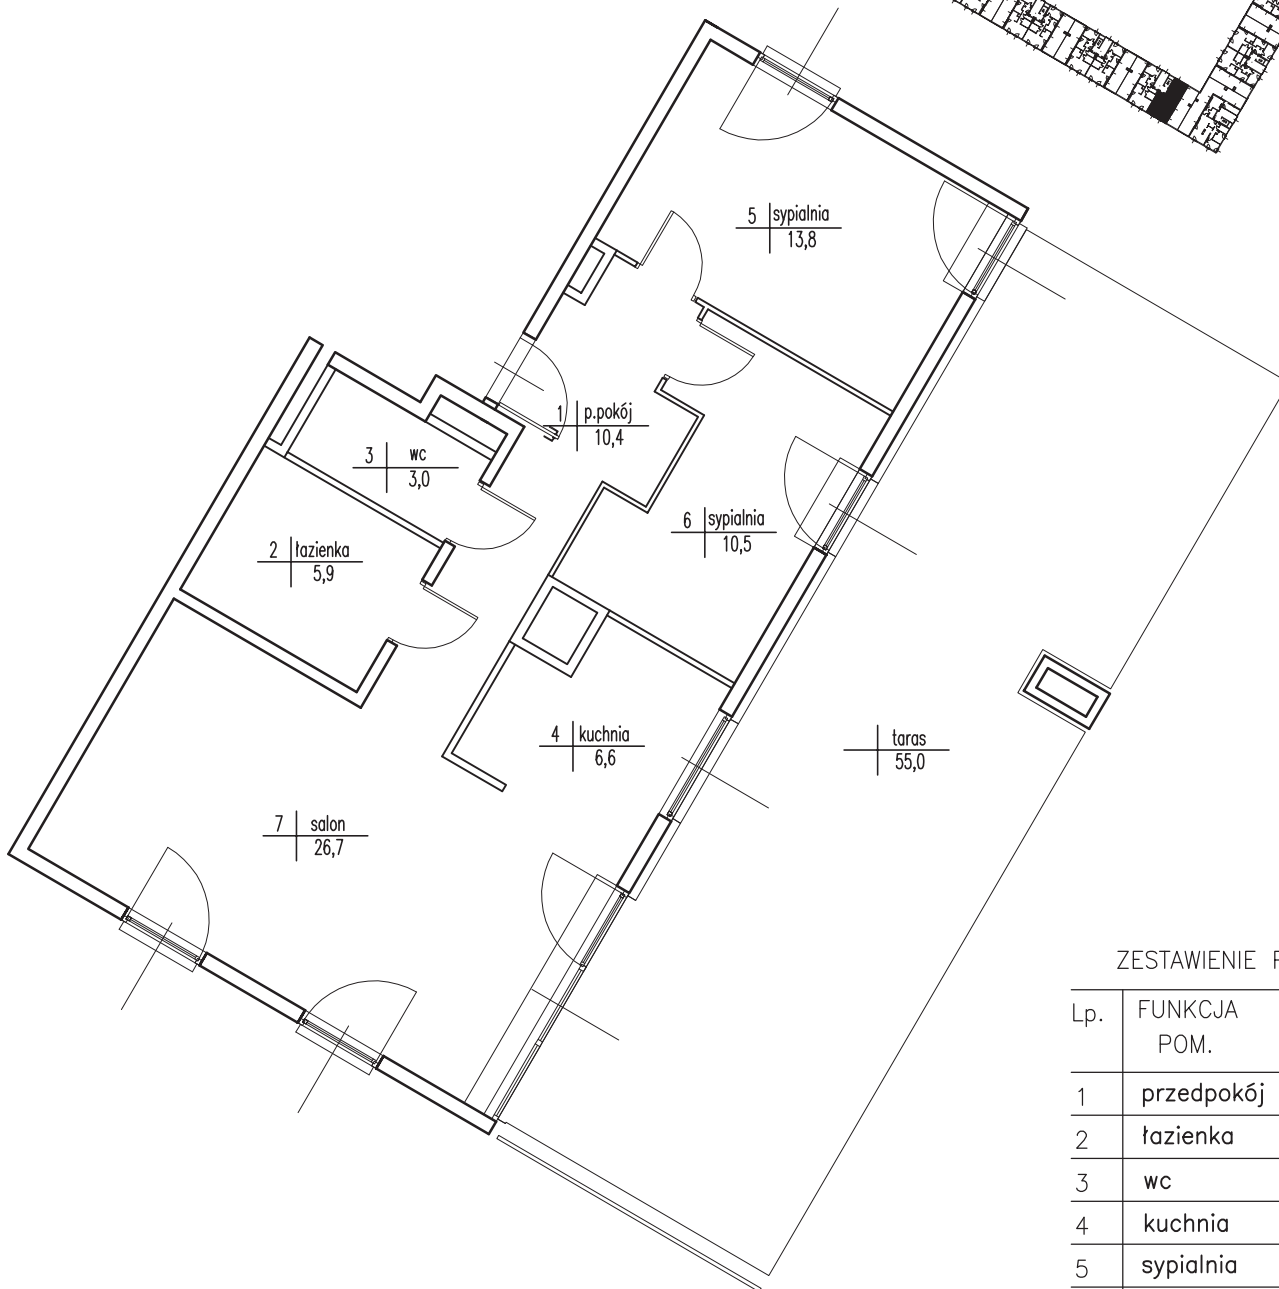 5 sypialnia
13,8
1 p.pokój
10,4
3 wc
3,0
6 sypialnia
10,5
2 łazienka
5,9
4 kuchnia
6,6
taras
55,0
7 salon
26,7
ZESTAWIENIE
Lp. FUNKCJA
POM.
1 przedpokój
2 łazienka
3 wc
4 kuchnia
5 sypialnia